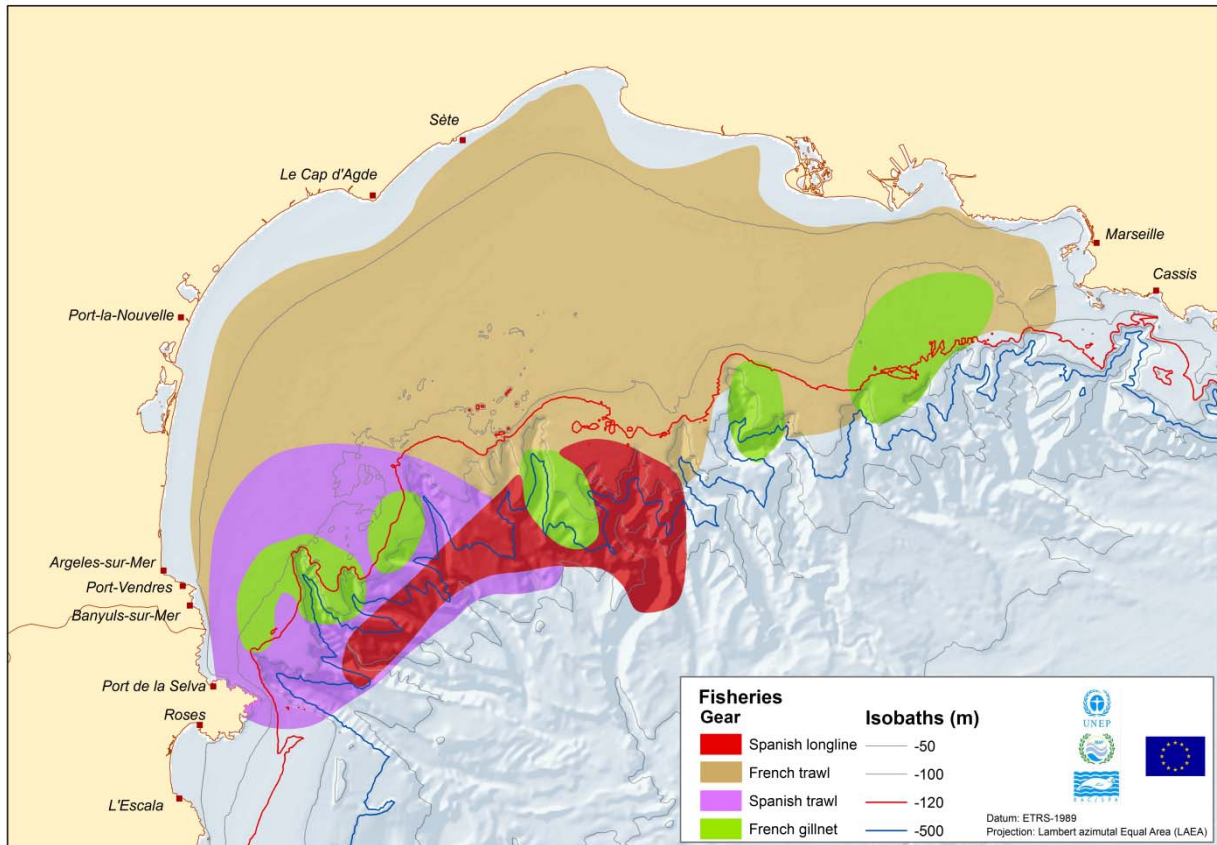 Sète
Le Cap d'Agde
Marseille
Cassis
Port-la-Nouvelle
Argeles-sur-Mer
Port-Vendres
Banyuls-sur-Mer
Port de la Selva
Roses
L'Escala
Fisheries
Gear
Spanish longline
French trawl
Spanish trawl
French gillnet
Isobaths (m)
-50
-100
-120
-500
UNEP
RAC/SPA
Datum: ETRS-1989
Projection: Lambert azimutal Equal Area (LAEA)